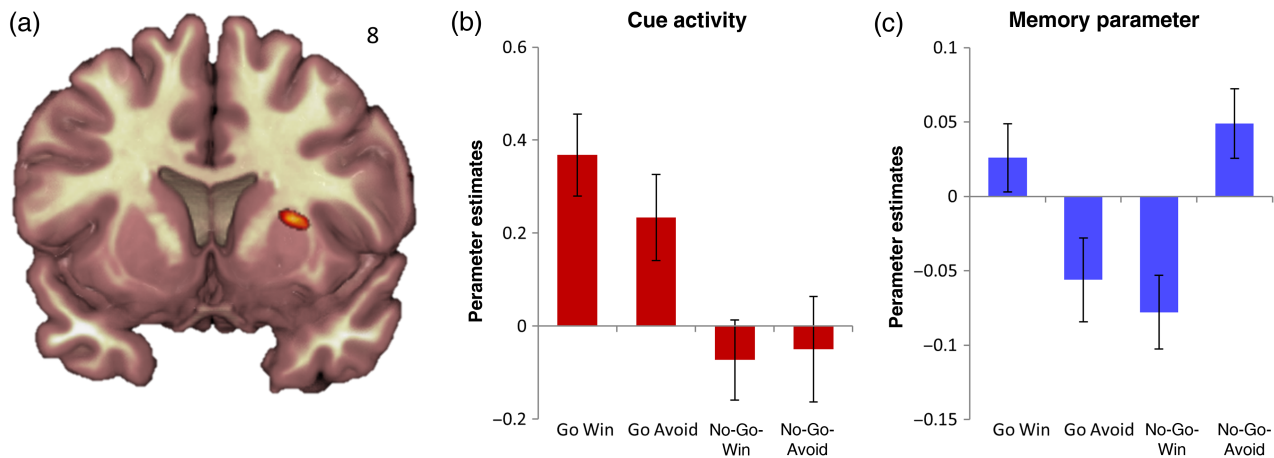 (a)
8
(b)
Cue activity
Perameter estimates
0.6
0.4
0.2
0
−0.2
Go Win
Go Avoid
No-Go-
Win
No-Go-
Avoid
(c)
Memory parameter
Perameter estimates
0.1
0.05
0
−0.05
−0.1
−0.15
Go Win
Go Avoid
No-Go-
Win
No-Go-
Avoid